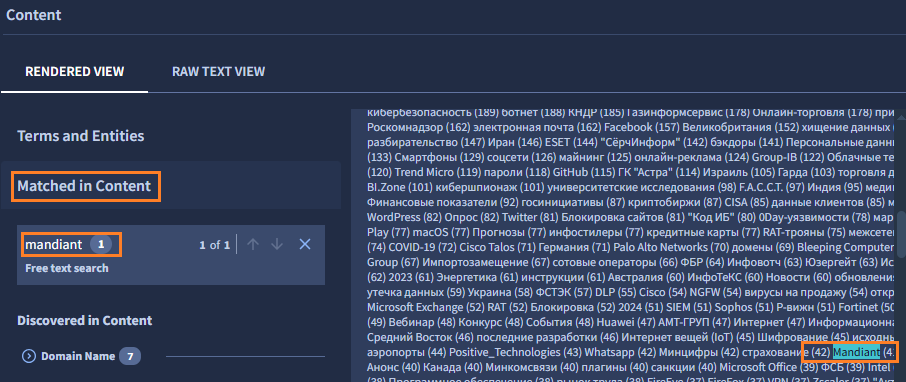 Content
RENDERED VIEW
RAW TEXT VIEW
Terms and Entities
Matched in Content
mandiant 1
1 of 1
Free text search
Discovered in Content
Domain Name 7
кибербезопасность (189) ботнет (188) КНДР (185) Газинформсервис (178) Онлайн-торговля (178) при
Роскомнадзор (162) электронная почта (162) Facebook (157) Великобритания (152) хищение данных (
разбирательство (147) Иран (146) ESET (144) "СёрчИнформ" (142) бэкдоры (141) Персональные данн
(133) Смартфоны (129) соцсети (126) майнинг (125) онлайн-реклама (124) Group-IB (122) Облачные те
(120) Trend Micro (119) пароли (118) GitHub (115) ГК "Астра" (114) Израиль (105) Гарда (103) торговля д
BI.Zone (101) кибершпионаж (101) университетские исследования (98) F.A.C.C.T. (97) Индия (95) меди
Финансовые показатели (92) госинициативы (87) криптобиржи (87) CISA (85) данные клиентов (85) м
WordPress (82) Опрос (82) Twitter (81) Блокировка сайтов (81) "Код ИБ" (80) 0Day-уязвимости (78) мар
Play (77) macOS (77) Прогнозы (77) инфостилеры (77) кредитные карты (77) RAT-трояны (75) межсете
(74) COVID-19 (72) Cisco Talos (71) Германия (71) Palo Alto Networks (70) домены (69) Bleeping Computer
Group (67) Импортозамещение (67) сотовые операторы (66) ФБР (64) Инфовотч (63) Юзергейт (63) Ис
(62) 2023 (61) Энергетика (61) инструкции (61) Австралия (60) ИнфоТеКС (60) Новости (60) обновлени
утечка данных (59) Украина (58) ФСТЭК (57) DLP (55) Cisco (54) NGFW (54) вирусы на продажу (54) откр
Microsoft Exchange (52) RAT (52) Блокировка (52) 2024 (51) SIEM (51) Sophos (51) Р-вижн (51) Fortinet (50)
(49) Вебинар (48) Конкурс (48) События (48) Huawei (47) АМТ-ГРУП (47) Интернет (47) Информационна
Средний Восток (46) последние разработки (46) Интернет вещей (IoT) (45) Шифрование (45) исходны
аэропорты (44) Positive_Technologies (43) Whatsapp (42) Минцифры (42) страхование (42) Mandiant (4
Анонс (40) Канада (40) Минкомсвязи (40) плагины (40) санкции (40) Microsoft Office (39) ФСБ (39) Intel (